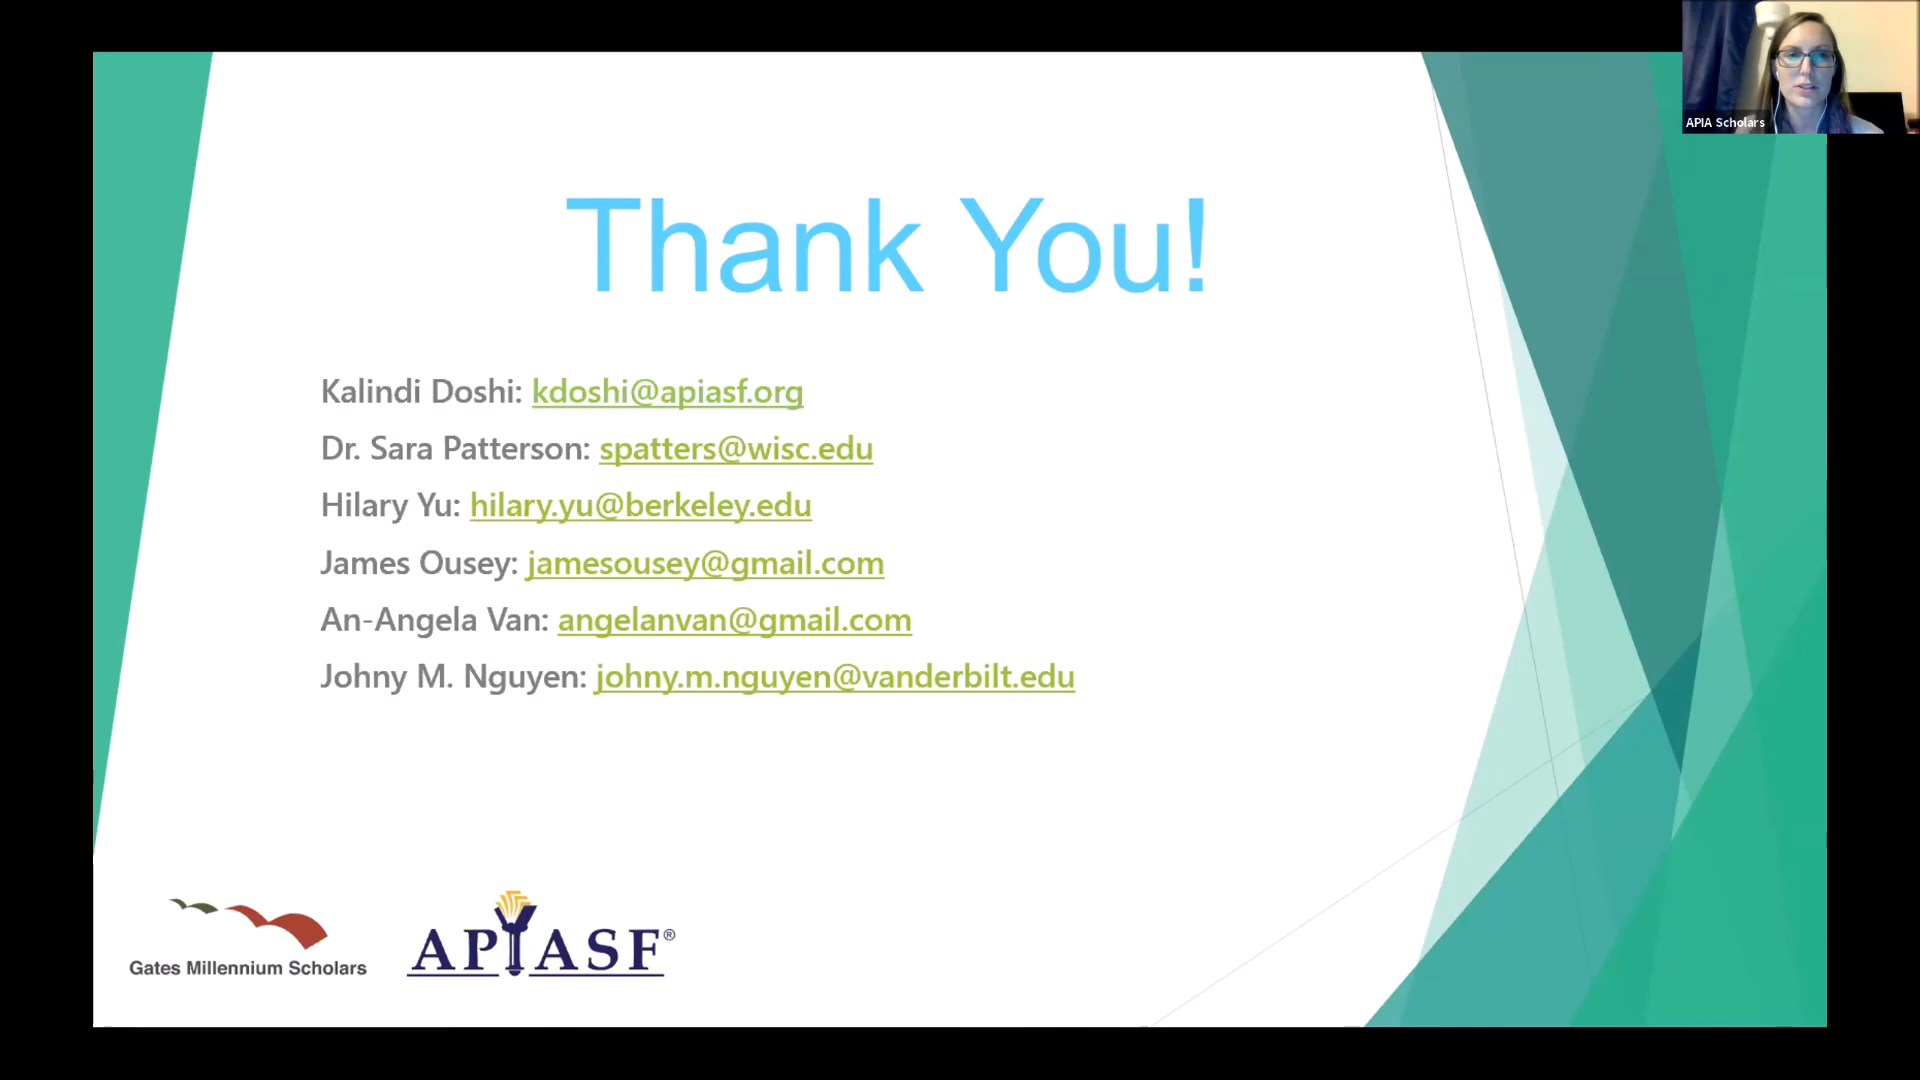 APIA Scholars
Thank You!
Kalindi Doshi: kdoshi@apiasf.org
Dr. Sara Patterson: spatters@wisc.edu
Hilary Yu: hilary.yu@berkeley.edu
James Ousey: jamesousey@gmail.com
An-Angela Van: angelanvan@gmail.com
Johny M. Nguyen: johny.m.nguyen@vanderbilt.edu
Gates Millennium Scholars
APIASF®